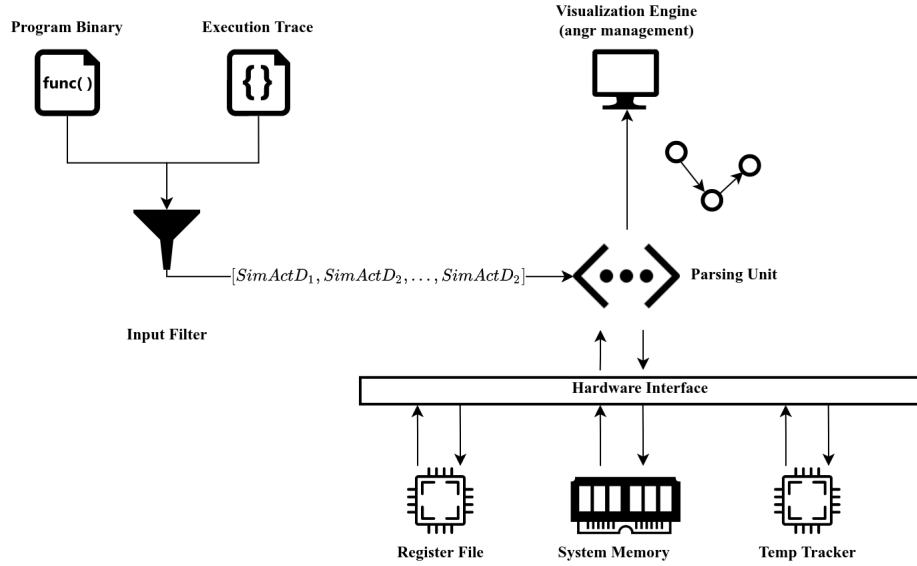 Program Binary
Execution Trace
Visualization Engine
(angr management)
func( )
{ }
[SimActD₁, SimActD₂, ..., SimActD₂]
Parsing Unit
Input Filter
Hardware Interface
Register File
System Memory
Temp Tracker